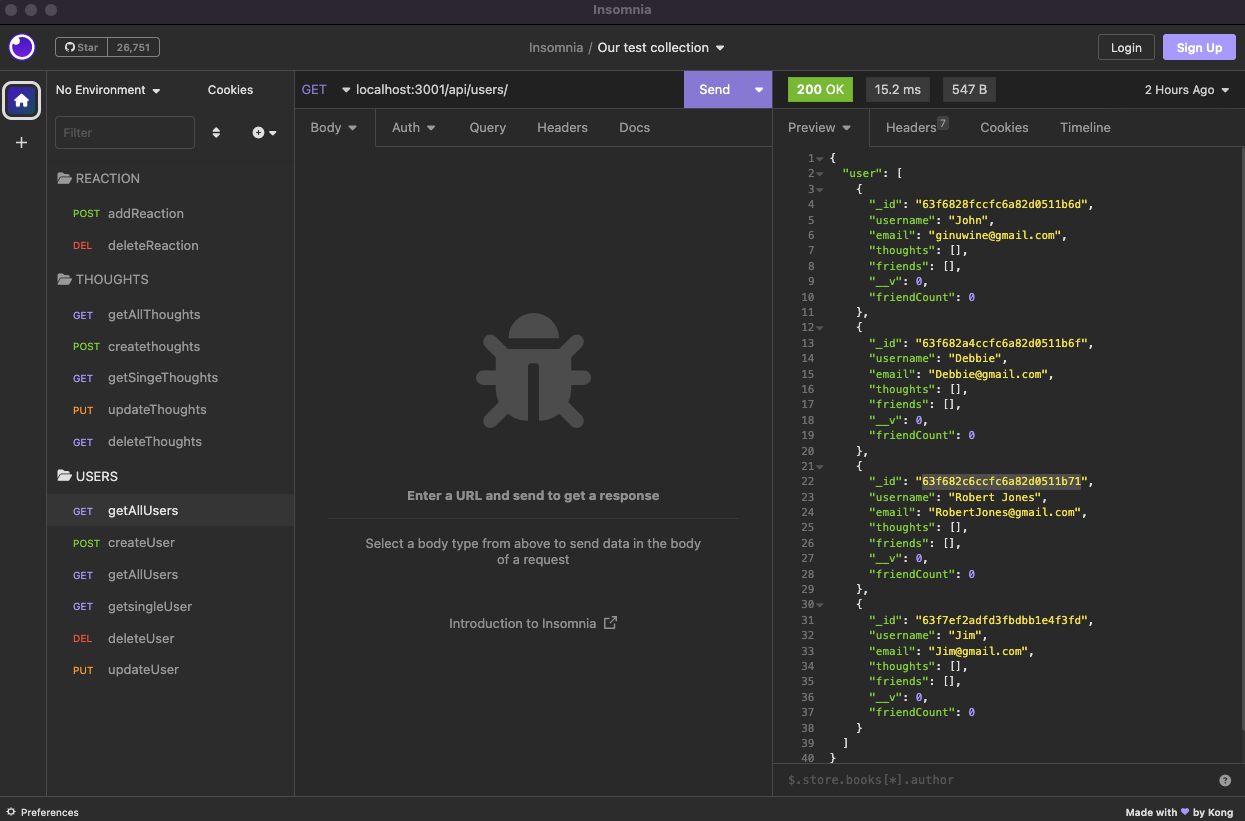 Insomnia
Star 26,751
Insomnia / Our test collection
Login Sign Up
No Environment Cookies
Filter
REACTION
POST addReaction
DEL deleteReaction
THOUGHTS
GET getAllThoughts
POST createthoughts
GET getSingeThoughts
PUT updateThoughts
GET deleteThoughts
USERS
GET getAllUsers
POST createUser
GET getAllUsers
GET getsingleUser
DEL deleteUser
PUT updateUser
GET localhost:3001/api/users/ Send
Body Auth Query Headers Docs
Enter a URL and send to get a response
Select a body type from above to send data in the body
of a request
Introduction to Insomnia
200 OK 15.2 ms 547 B 2 Hours Ago
Preview Headers 7 Cookies Timeline
1 {
2 "user": [
3 {
4 "_id": "63f6828fccfc6a82d0511b6d",
5 "username": "John",
6 "email": "ginuwine@gmail.com",
7 "thoughts": [],
8 "friends": [],
9 "__v": 0,
10 "friendCount": 0
11 },
12 {
13 "_id": "63f682a4ccfc6a82d0511b6f",
14 "username": "Debbie",
15 "email": "Debbie@gmail.com",
16 "thoughts": [],
17 "friends": [],
18 "__v": 0,
19 "friendCount": 0
20 },
21 {
22 "_id": "63f682c6ccfc6a82d0511b71",
23 "username": "Robert Jones",
24 "email": "RobertJones@gmail.com",
25 "thoughts": [],
26 "friends": [],
27 "__v": 0,
28 "friendCount": 0
29 },
30 {
31 "_id": "63f7ef2adfd3fbdbb1e4f3fd",
32 "username": "Jim",
33 "email": "Jim@gmail.com",
34 "thoughts": [],
35 "friends": [],
36 "__v": 0,
37 "friendCount": 0
38 }
39 ]
40 }
$.store.books[*].author
Preferences
Made with 💜 by Kong